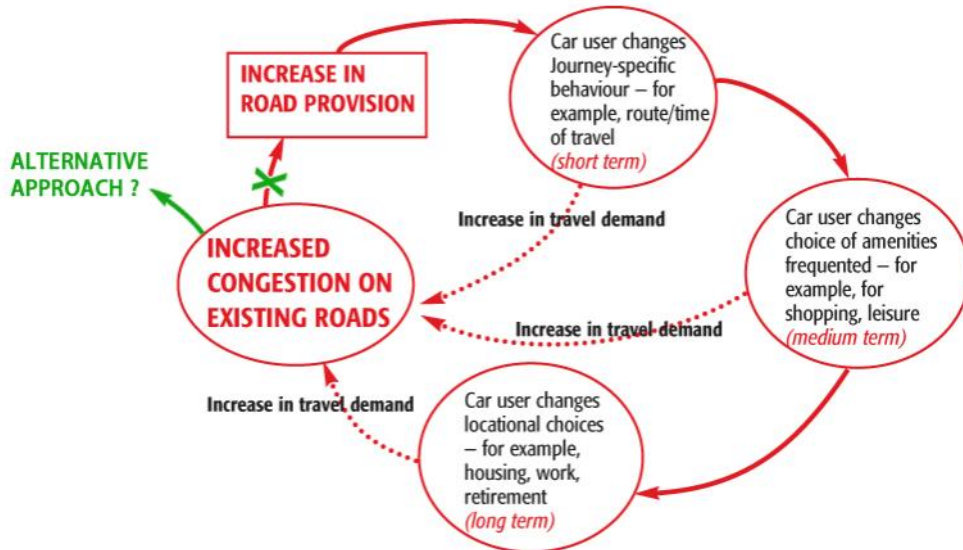 INCREASE IN
ROAD PROVISION
Car user changes
Journey-specific
behaviour – for
example, route/time
of travel
(short term)
ALTERNATIVE
APPROACH ?
Increase in travel demand
INCREASED
CONGESTION ON
EXISTING ROADS
Car user changes
choice of amenities
frequented – for
example, for
shopping, leisure
(medium term)
Increase in travel demand
Increase in travel demand
Car user changes
locational choices
– for example,
housing, work,
retirement
(long term)